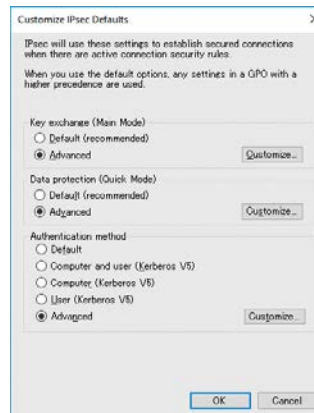 Customize IPsec Defaults
IPsec will use these settings to establish secured connections
when there are active connection security rules.
When you use the default options, any settings in a GPO with a
higher precedence are used.
Key exchange (Main Mode)
Default (recommended)
Advanced
Customize...
Data protection (Quick Mode)
Default (recommended)
Advanced
Customize...
Authentication method
Default
Computer and user (Kerberos V5)
Computer (Kerberos V5)
User (Kerberos V5)
Advanced
Customize...
OK
Cancel